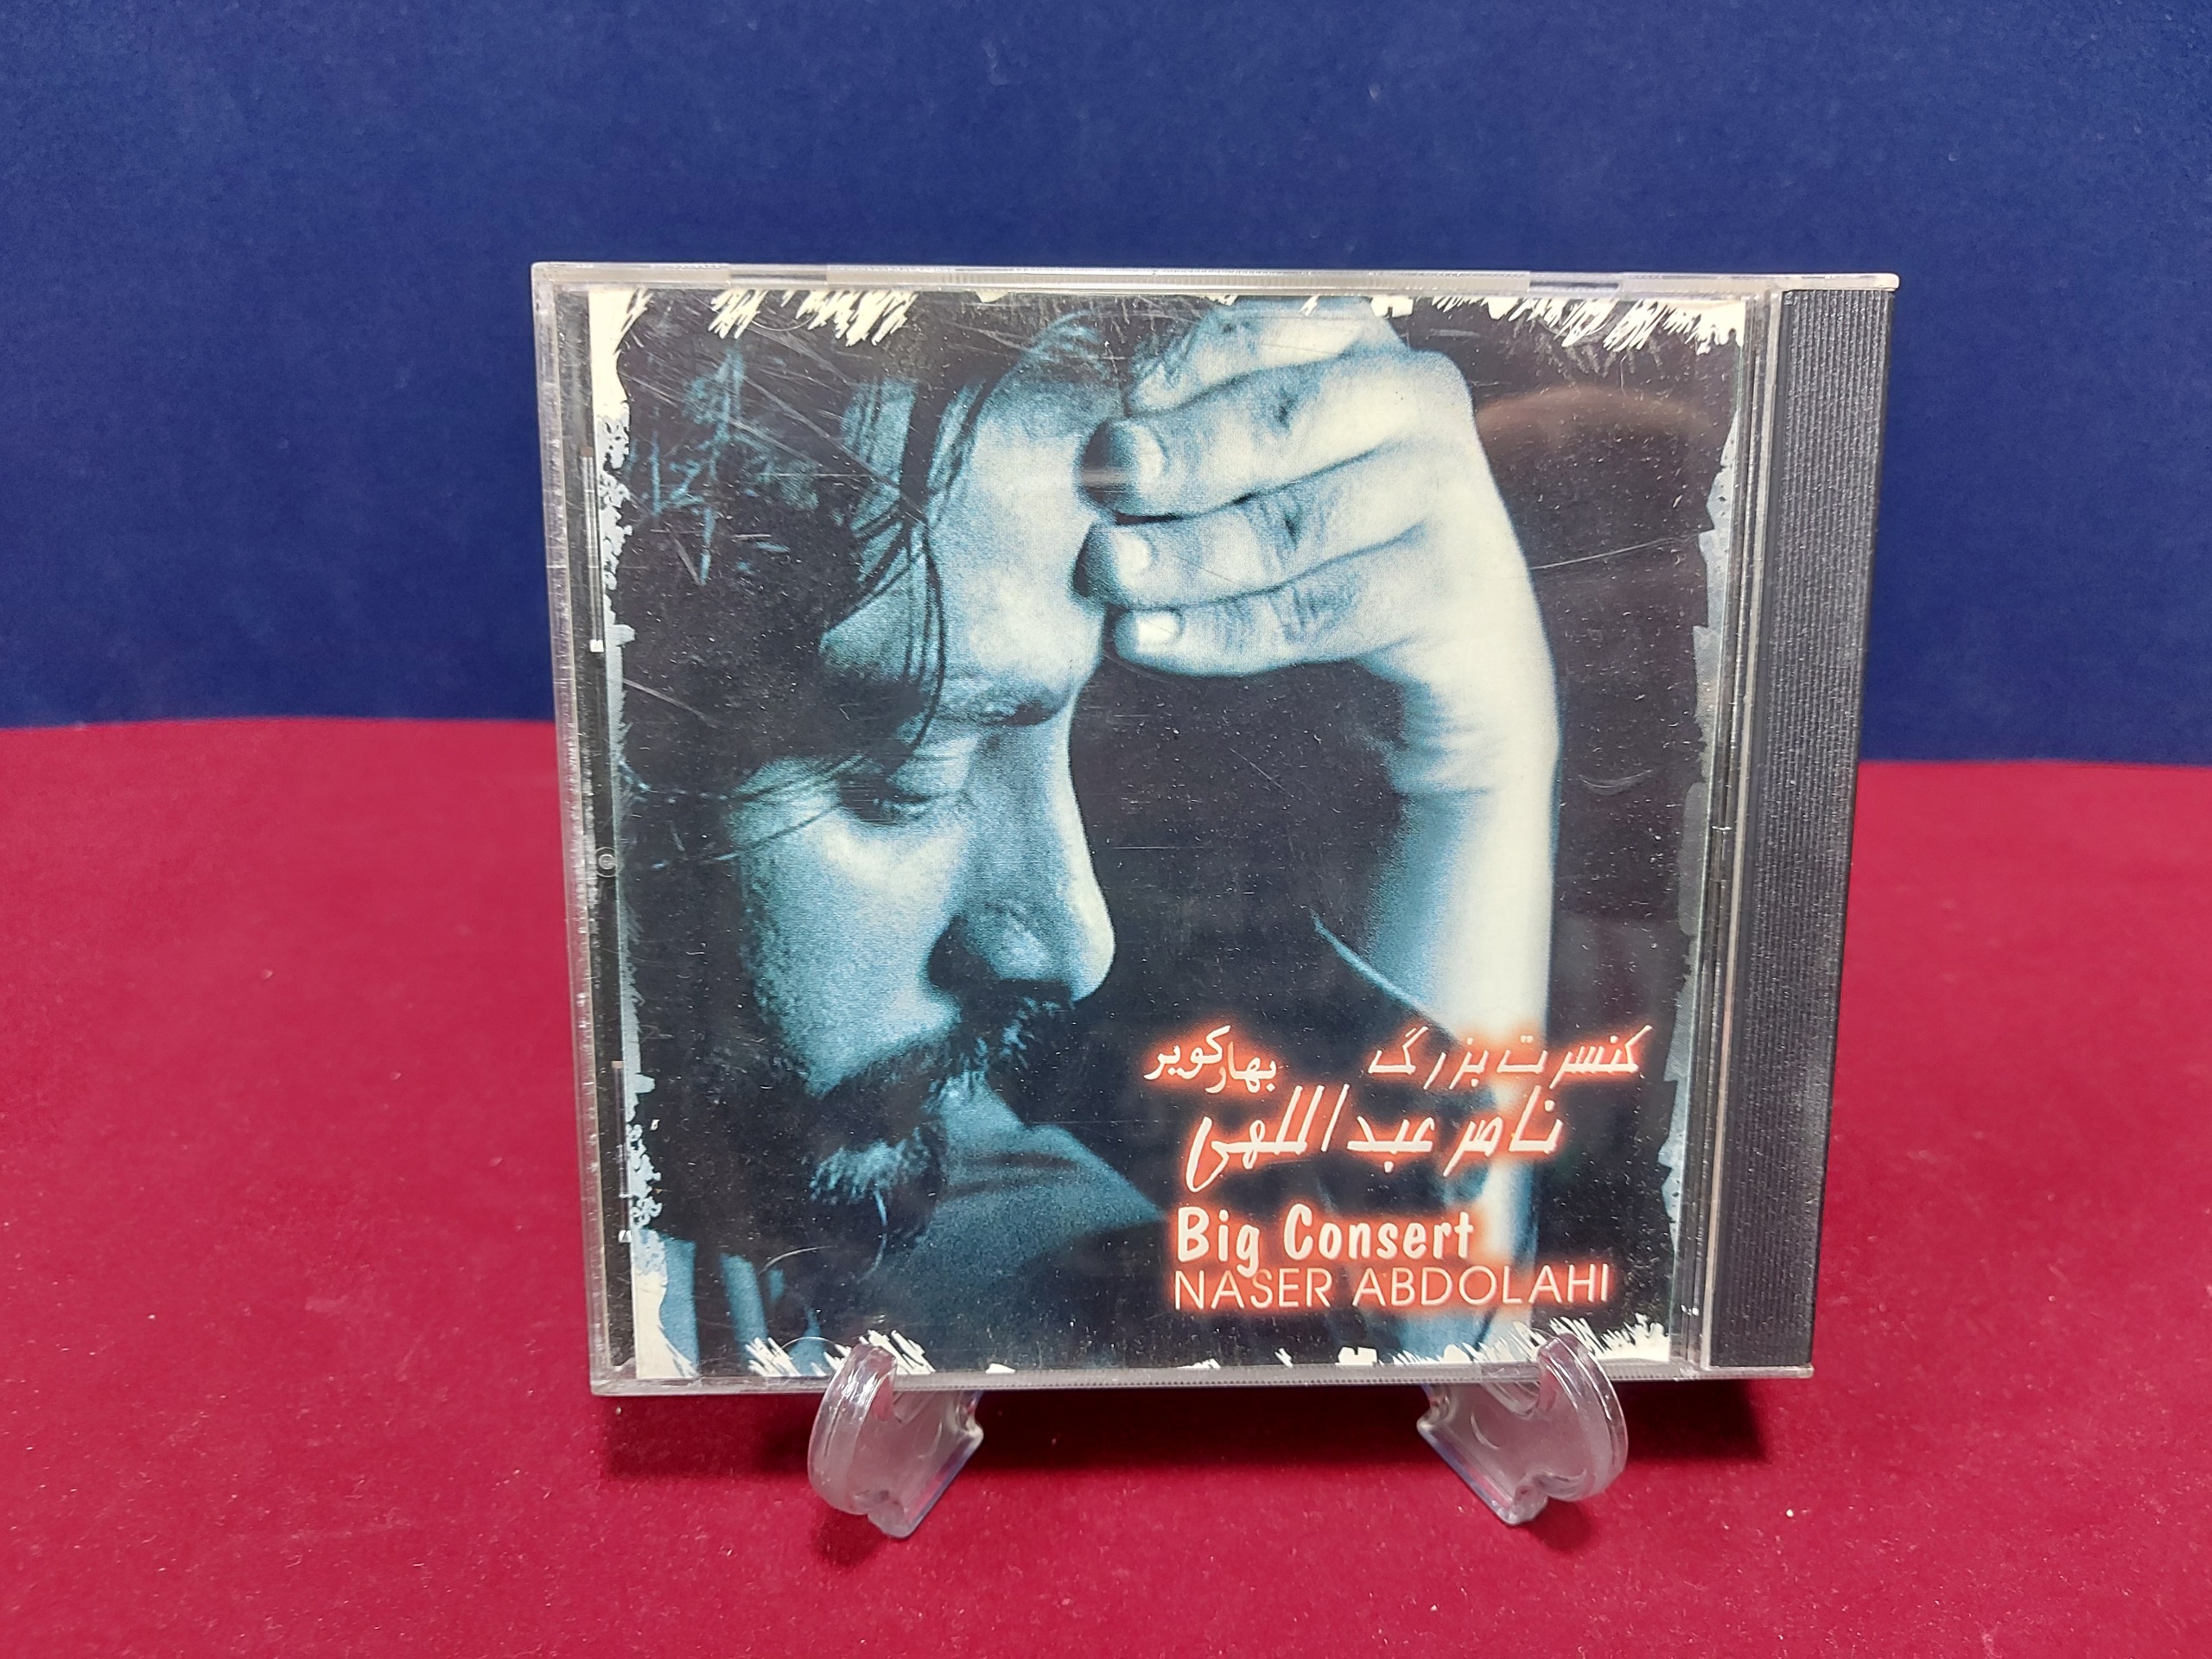 کنسرت بزرگ بهار کویر
ناصر عبداللهی
Big Consert
NASER ABDOLAHI